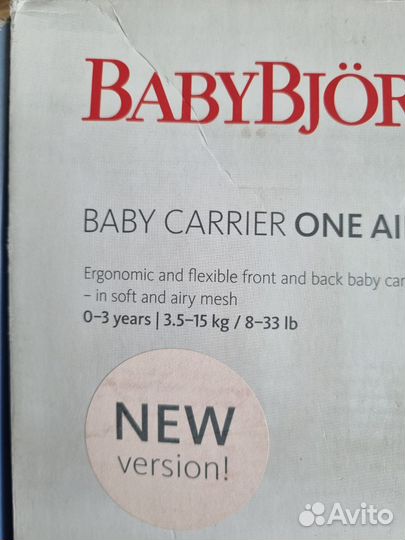 BABYBJÖR
BABY CARRIER ONE AI
Ergonomic and flexible front and back baby car
– in soft and airy mesh
0–3 years | 3.5–15 kg / 8–33 lb
NEW
version!
Avito